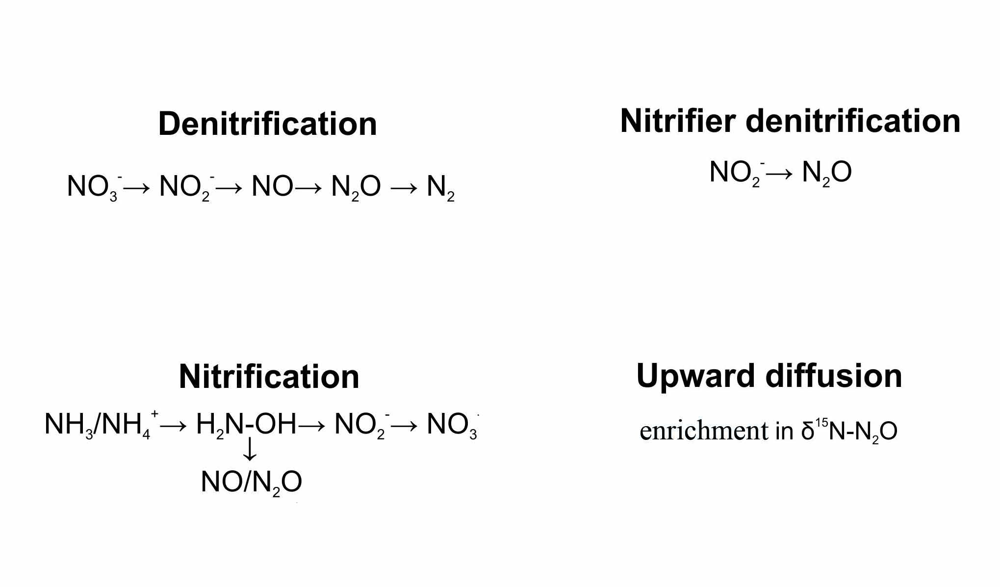 Denitrification
NO₃⁻→ NO₂⁻→ NO→ N₂O → N₂
Nitrifier denitrification
NO₂⁻→ N₂O
Nitrification
NH₃/NH₄⁺→ H₂N-OH→ NO₂⁻→ NO₃⁻
↓
NO/N₂O
Upward diffusion
enrichment in δ¹⁵N-N₂O